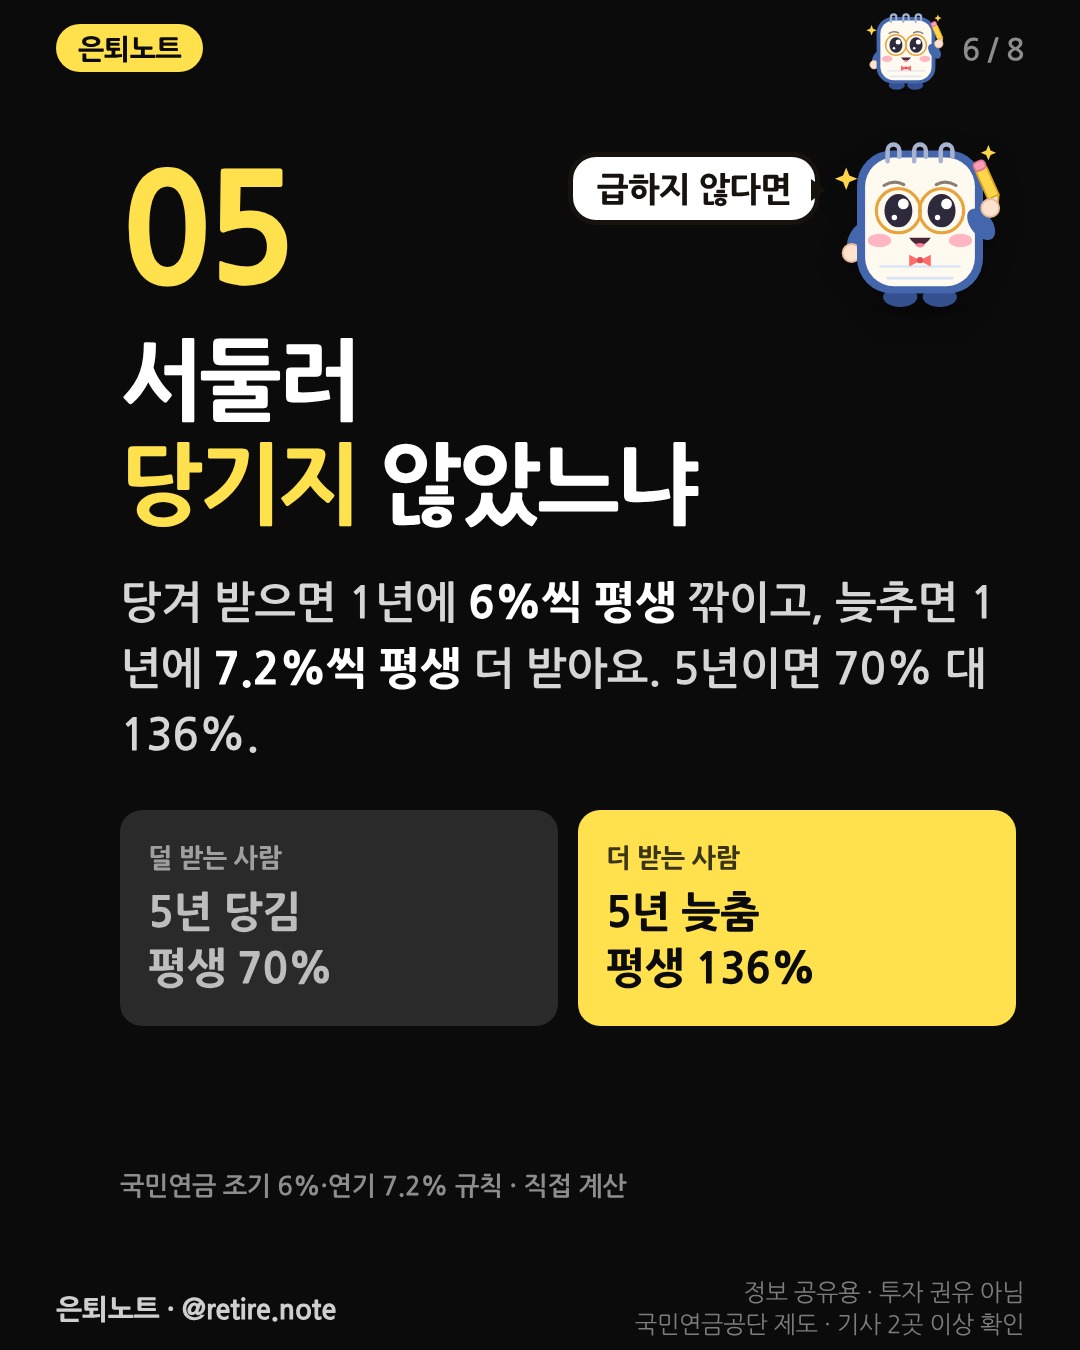 은퇴노트
6 / 8
05
급하지 않다면
서둘러
당기지 않았느냐
당겨 받으면 1년에 6%씩 평생 깎이고, 늦추면 1
년에 7.2%씩 평생 더 받아요. 5년이면 70% 대
136%.
덜 받는 사람
5년 당김
평생 70%
더 받는 사람
5년 늦춤
평생 136%
국민연금 조기 6%·연기 7.2% 규칙 · 직접 계산
은퇴노트 · @retire.note
정보 공유용 · 투자 권유 아님
국민연금공단 제도 · 기사 2곳 이상 확인